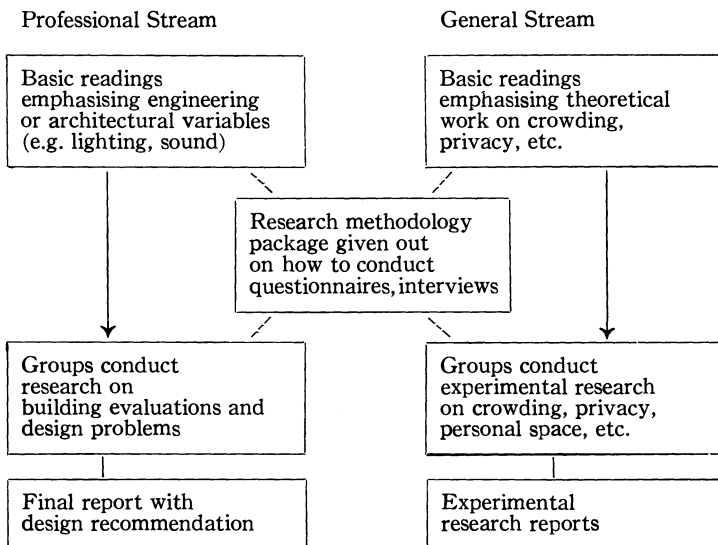 Professional Stream
General Stream
Basic readings
emphasising engineering
or architectural variables
(e.g. lighting, sound)
Basic readings
emphasising theoretical
work on crowding,
privacy, etc.
Research methodology
package given out
on how to conduct
questionnaires, interviews
Groups conduct
research on
building evaluations and
design problems
Groups conduct
experimental research
on crowding, privacy,
personal space, etc.
Final report with
design recommendation
Experimental
research reports